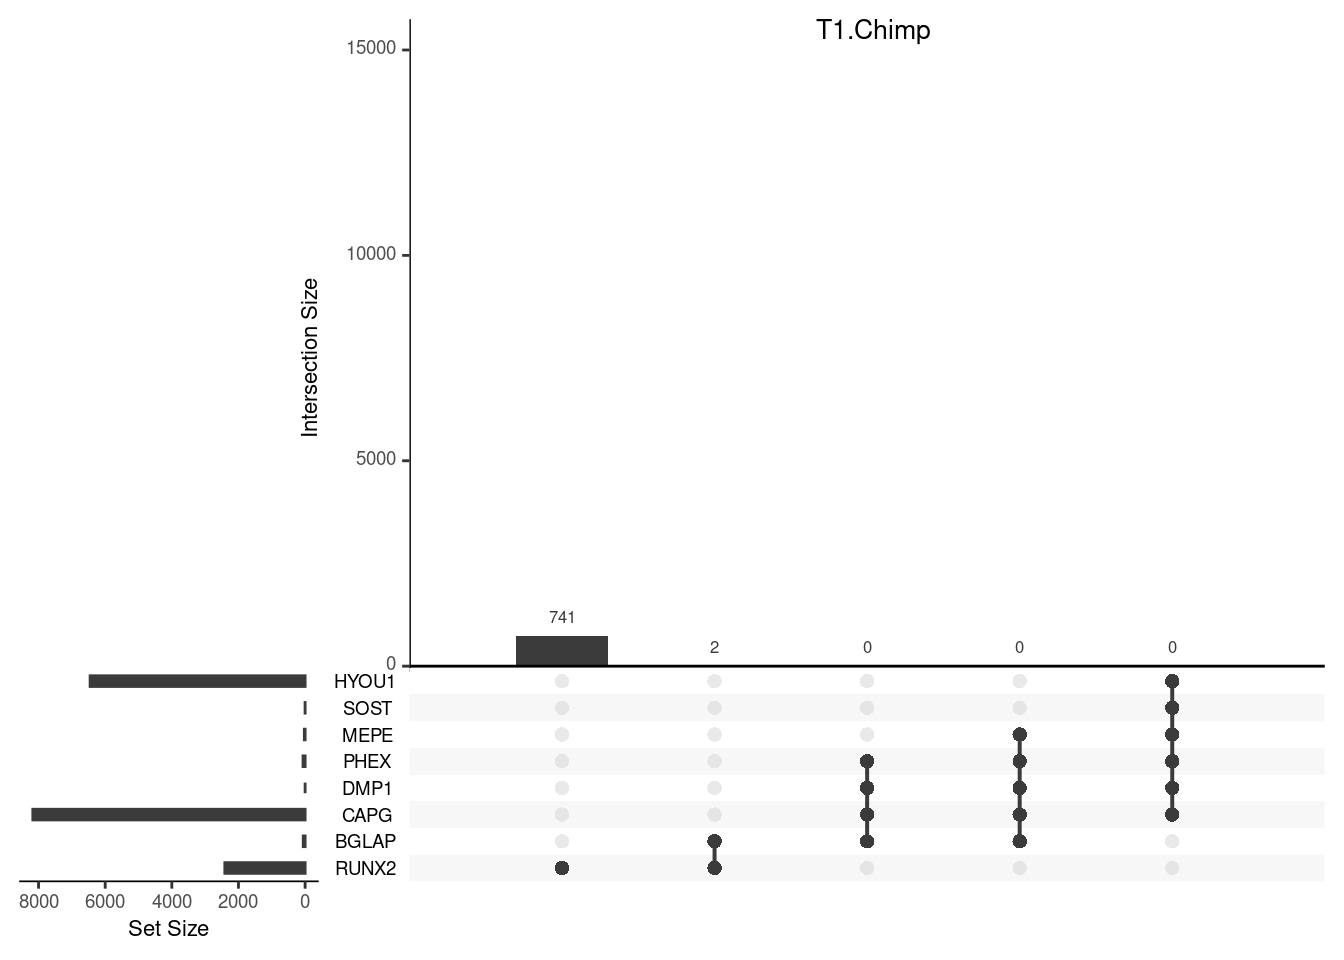 T1.Chimp
15000
10000
5000
0
Intersection Size
741
2
0
0
0
HYOU1
SOST
MEPE
PHEX
DMP1
CAPG
BGLAP
RUNX2
8000 6000 4000 2000 0
Set Size